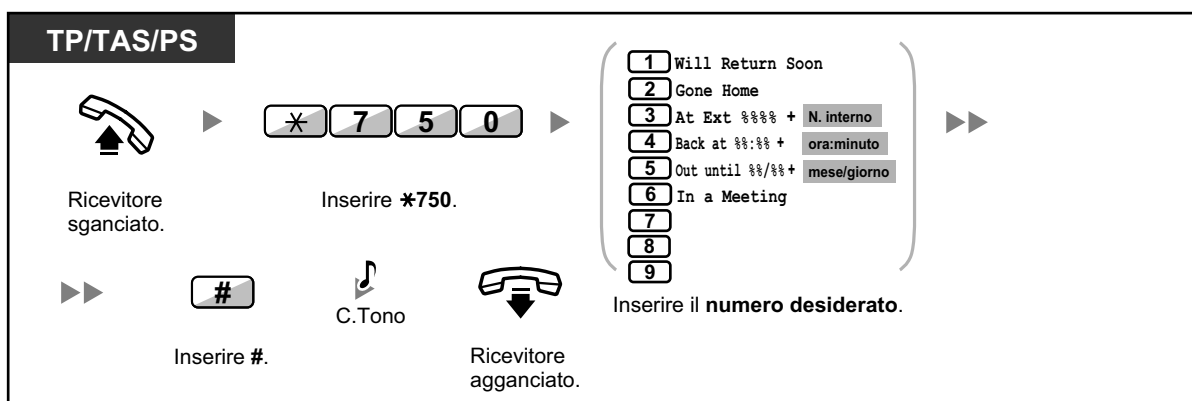 TP/TAS/PS
1 Will Return Soon
2 Gone Home
3 At Ext %%%% + N. interno
4 Back at %%:%% + ora:minuto
5 Out until %%/%%+ mese/giorno
6 In a Meeting
7
8
9
* 7 5 0
Ricevitore
sganciato.
Inserire *750.
Inserire il numero desiderato.
#
C.Tono
Inserire #.
Ricevitore
agganciato.